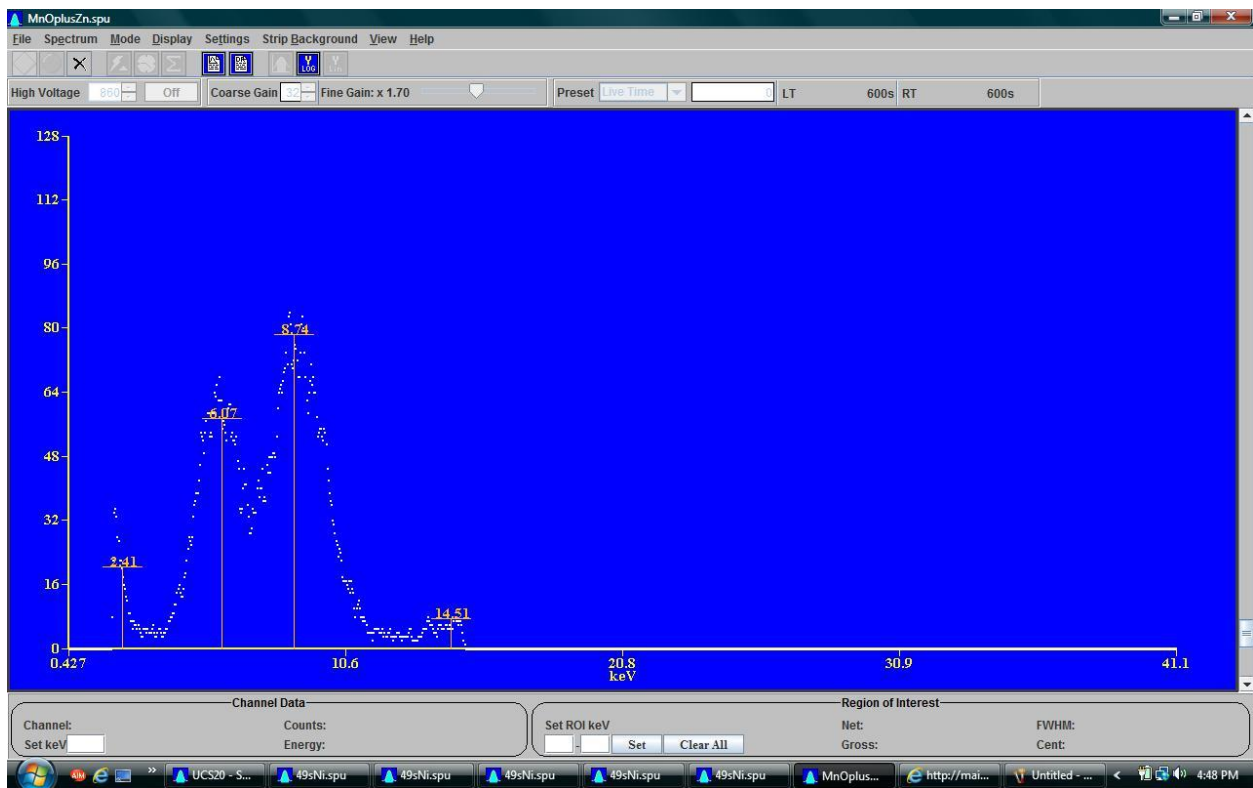 MnOplusZn.spu
File Spectrum Mode Display Settings Strip Background View Help
Y LOG
High Voltage 860 Off Coarse Gain 32 Fine Gain: x 1.70 Preset Live Time 0 LT 600s RT 600s
128
112
96
80
64
48
32
16
0
8.74
6.07
2.41
14.51
0.427 10.6 20.8 30.9 41.1
keV
Channel Data
Channel: Counts:
Set keV Energy:
Region of Interest
Set ROI keV Net: FWHM:
- Set Clear All Gross: Cent:
AIM » UCS20 - S... 49sNi.spu 49sNi.spu 49sNi.spu 49sNi.spu 49sNi.spu MnOplus... http://mai... Untitled - ... < 4:48 PM